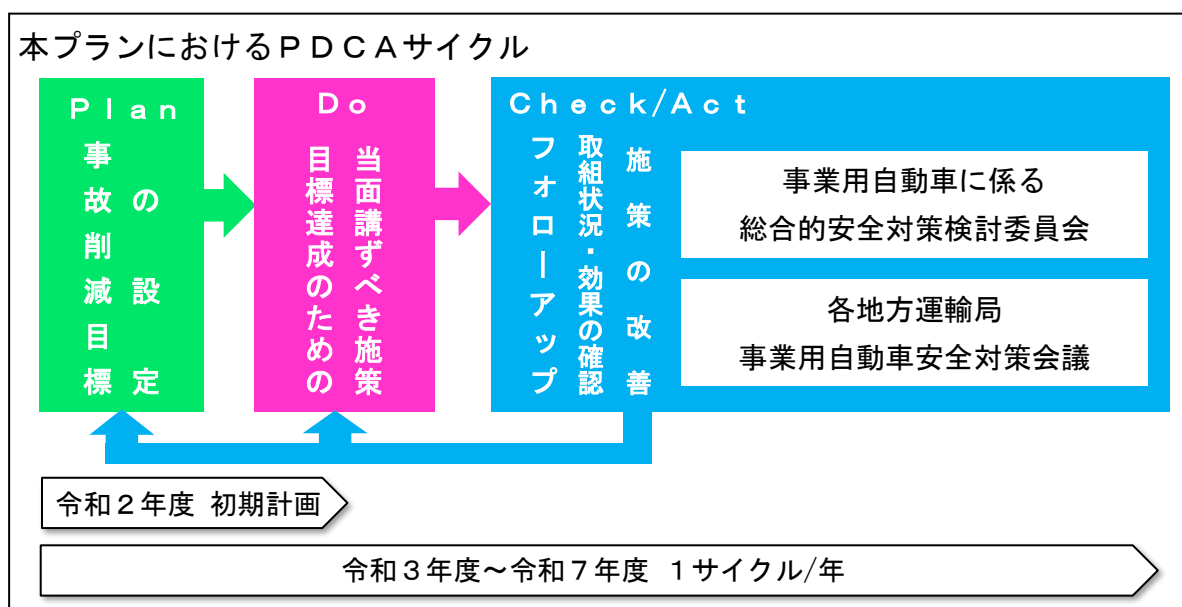 本プランにおけるＰＤＣＡサイクル
Ｐｌａｎ
事故削減目標
の設定
Ｄｏ
目標達成のための
当面講ずべき施策
Ｃｈｅｃｋ/Ａｃｔ
フォローアップ
取組状況・効果の確認
施策の改善
事業用自動車に係る
総合的安全対策検討委員会
各地方運輸局
事業用自動車安全対策会議
令和２年度 初期計画
令和３年度～令和７年度 １サイクル/年